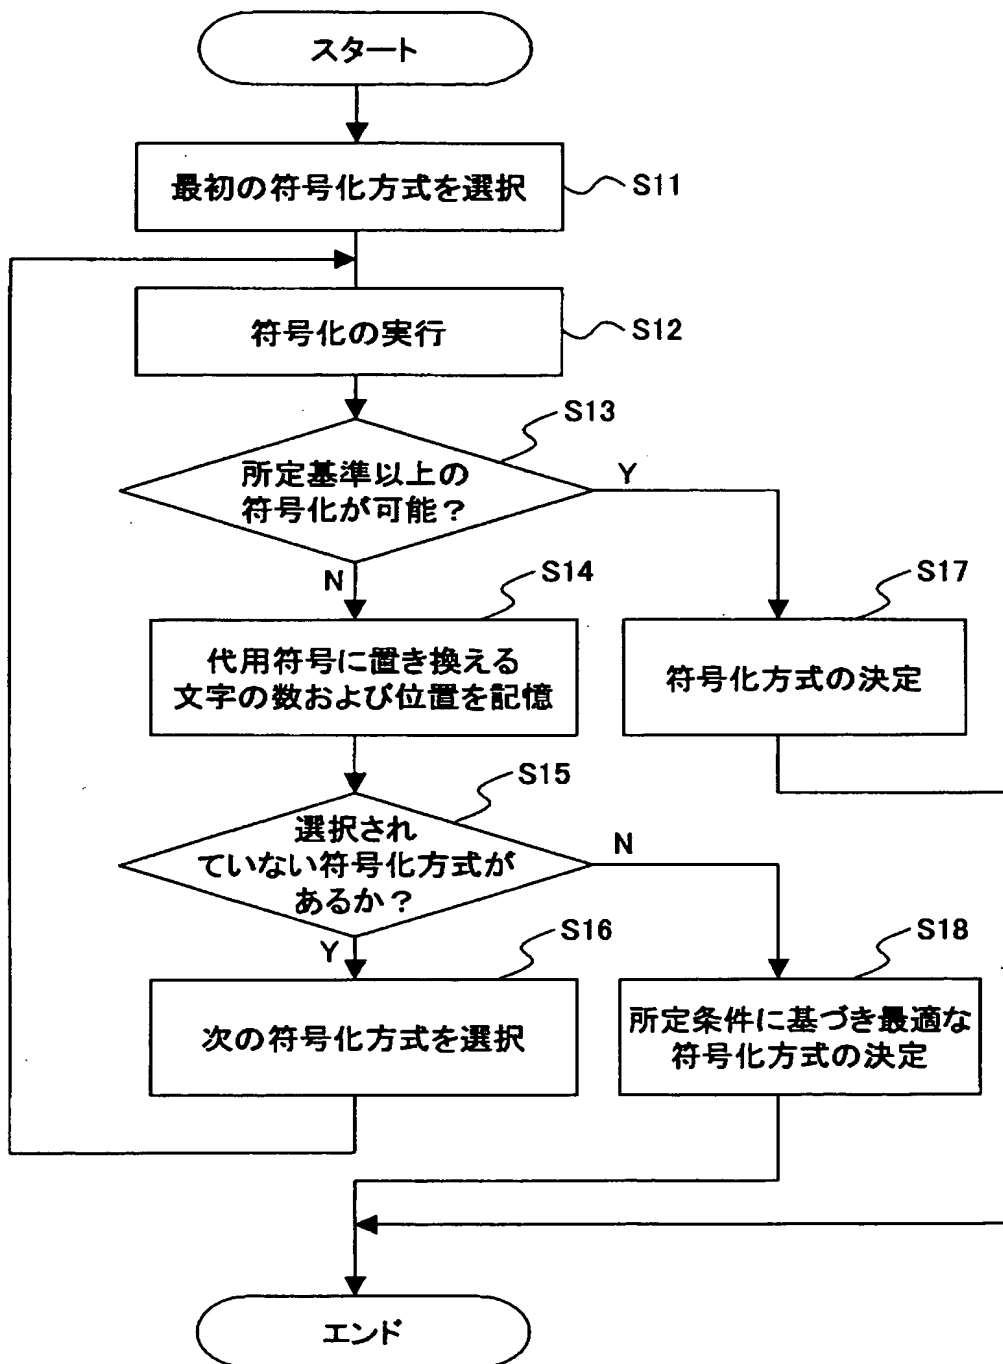 スタート
最初の符号化方式を選択
S11
符号化の実行
S12
S13
所定基準以上の
符号化が可能？
Y
N
S14
代用符号に置き換える
文字の数および位置を記憶
S17
符号化方式の決定
S15
選択され
ていない符号化方式が
あるか？
N
Y
S16
次の符号化方式を選択
S18
所定条件に基づき最適な
符号化方式の決定
エンド